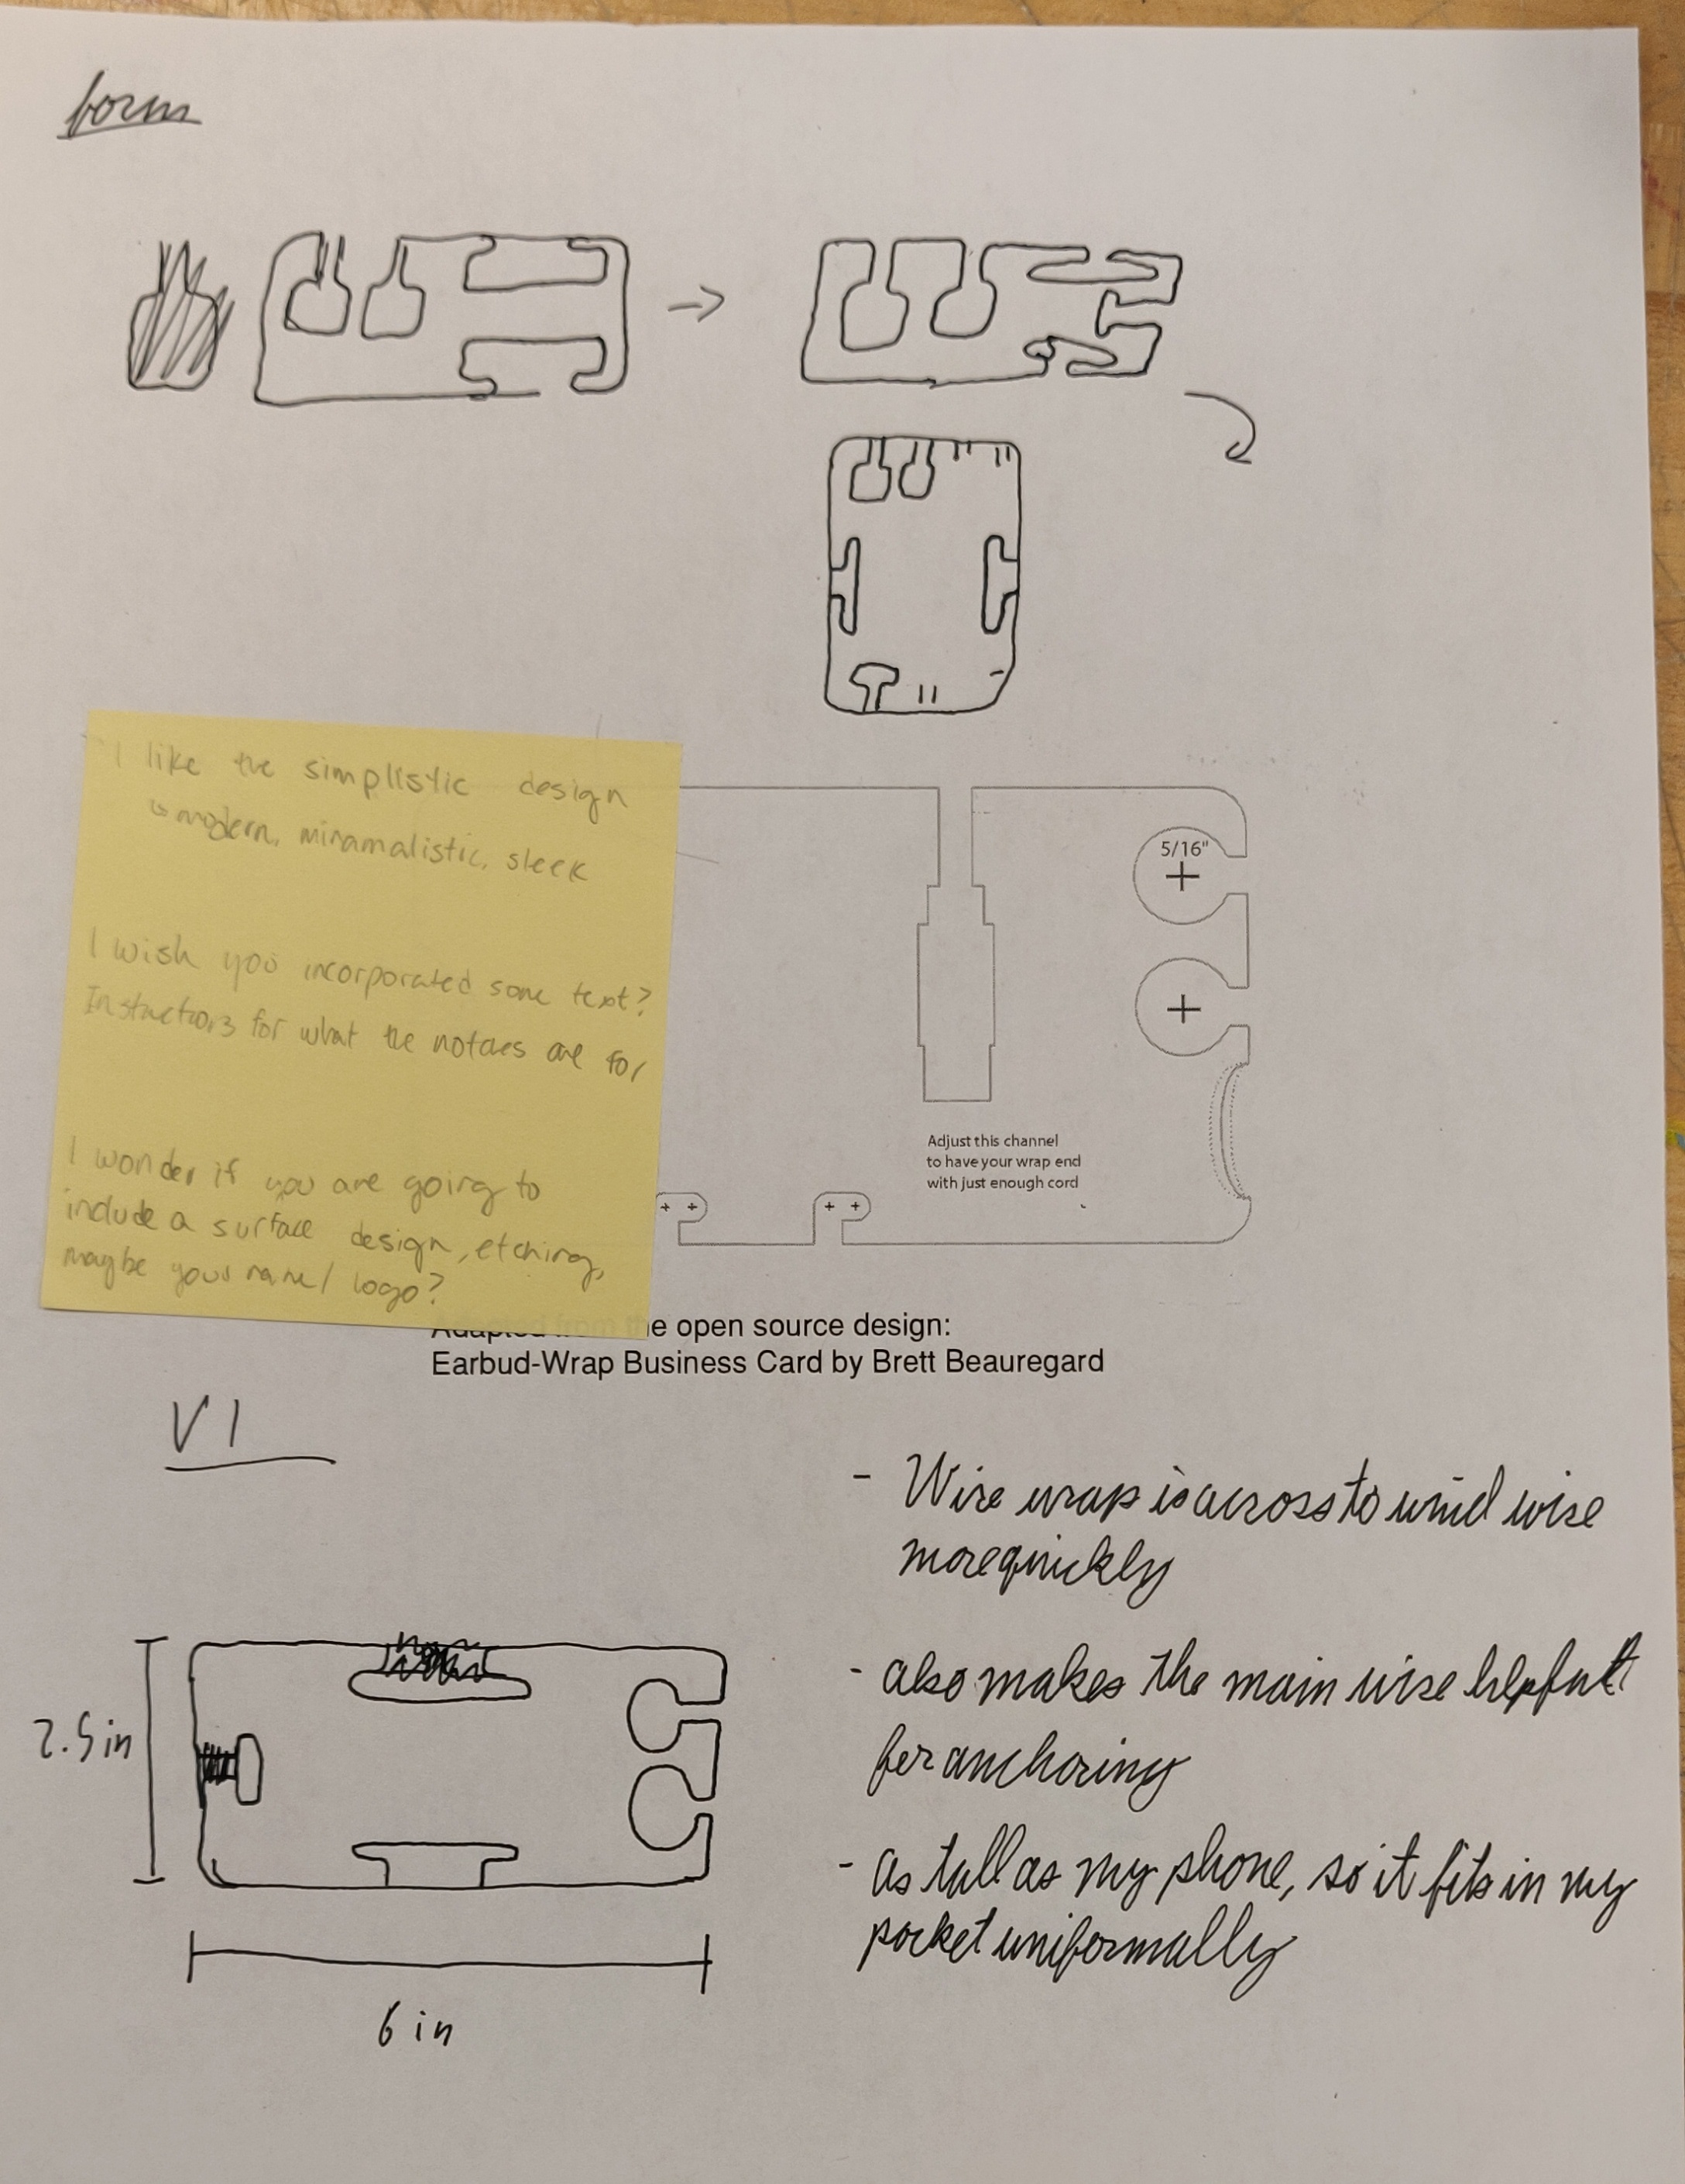 form
I like the simplistic design
↳ modern, minamalistic, sleek
I wish you incorporated some text?
Instructions for what the notches are for
I wonder if you are going to
include a surface design, etching,
maybe your name/ logo?
5/16"
Adjust this channel
to have your wrap end
with just enough cord
Adapted from the open source design:
Earbud-Wrap Business Card by Brett Beauregard
V1
- Wire wrap is across to wind wire
more quickly
- also makes the main wire helpful
for anchoring
- as tall as my phone, so it fits in my
pocket uniformally
2.5 in
6 in